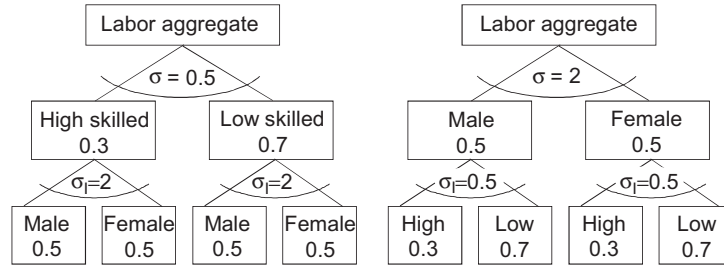 Labor aggregate
σ = 0.5
High skilled
0.3
Low skilled
0.7
σl=2
σl=2
Male
0.5
Female
0.5
Male
0.5
Female
0.5
Labor aggregate
σ = 2
Male
0.5
Female
0.5
σl=0.5
σl=0.5
High
0.3
Low
0.7
High
0.3
Low
0.7